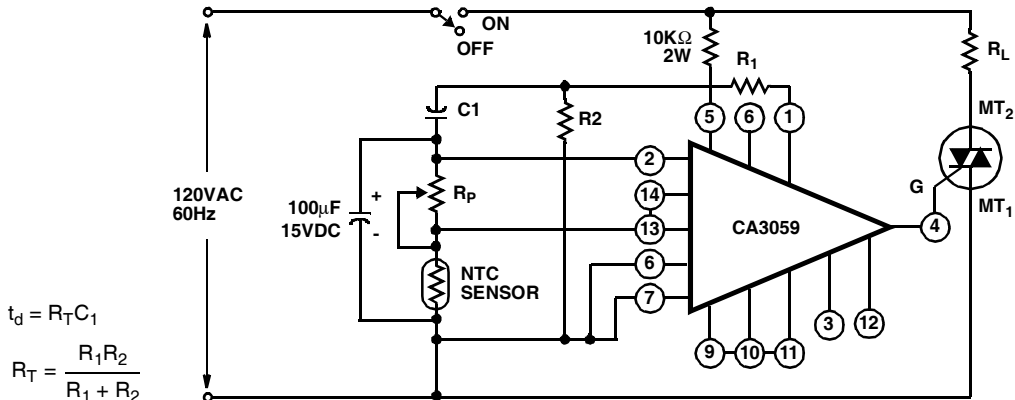 ON
OFF
10KΩ
2W
R1
RL
C1
R2
5
6
1
MT2
120VAC
60Hz
100μF
15VDC
+
-
RP
2
14
13
6
7
CA3059
G
4
MT1
NTC
SENSOR
9
10
11
3
12
td = RTC1
RT = R1R2
R1 + R2